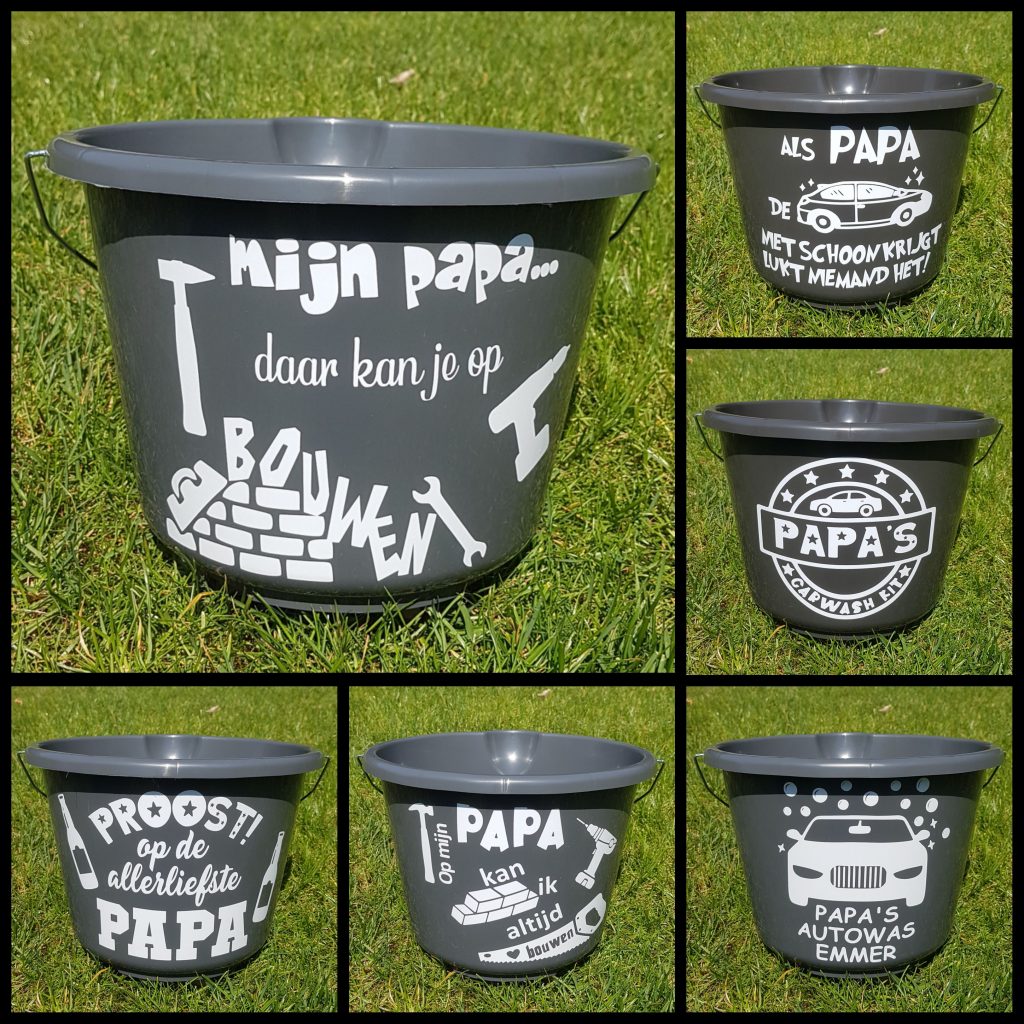 mijn papa...
daar kan je op
BOUWEN
ALS PAPA
DE
NIET SCHOON KRIJGT
LUKT NIEMAND HET!
PAPA'S
CARWASH KIT
PROOST!
op de
allerliefste
PAPA
Op mijn
PAPA
kan
ik
altijd
bouwen
PAPA'S
AUTOWAS
EMMER